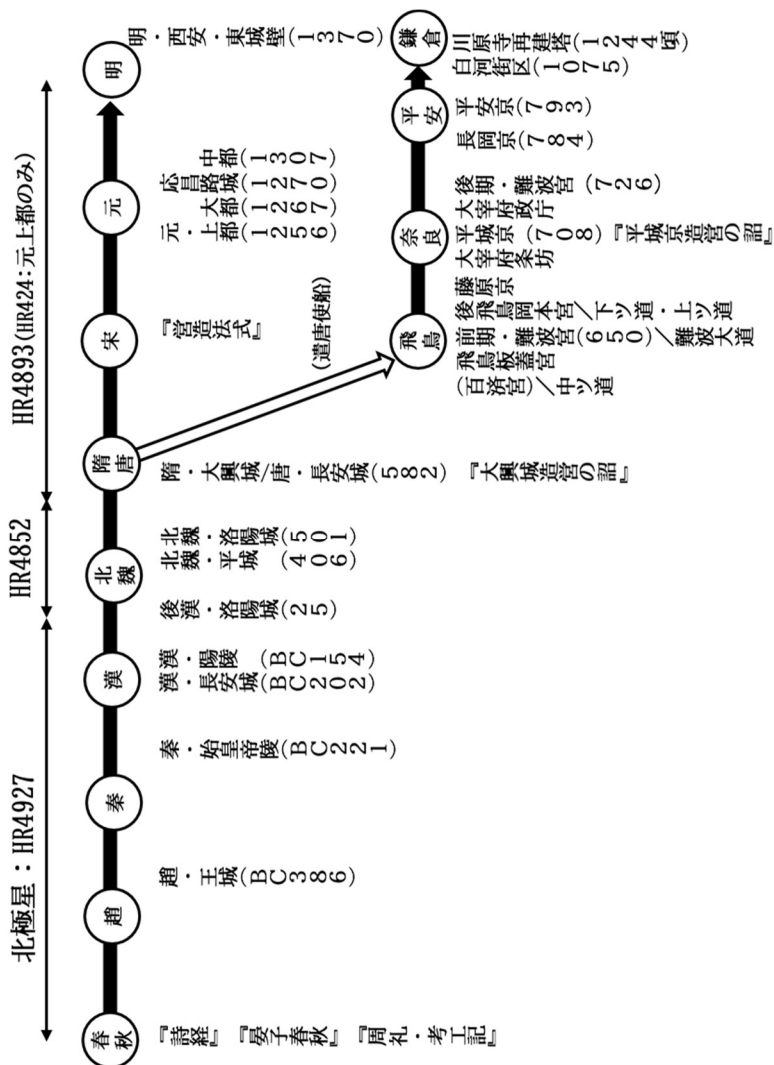 北極星：HR4927
HR4852
HR4893(HR424:元上都のみ)
春秋
趙
秦
漢
北魏
隋唐
宋
元
明
『詩経』
『晏子春秋』
『周礼・考工記』
趙・王城(BC386)
秦・始皇帝陵(BC221)
漢・陽陵 (BC154)
漢・長安城(BC202)
後漢・洛陽城(25)
北魏・洛陽城(501)
北魏・平城 (406)
隋・大興城/唐・長安城(582) 『大興城造営の詔』
『営造法式』
(遣唐使船)
中都(1307)
応昌路城(1270)
大都(1267)
元・上都(1256)
明・西安・東城壁(1370)
飛鳥
奈良
平安
鎌倉
後飛鳥岡本宮/下ツ道・上ツ道
前期・難波宮(650)/難波大道
飛鳥板蓋宮
(百済宮)/中ツ道
後期・難波宮 (726)
大宰府政庁
平城京(708)『平城京造営の詔』
大宰府条坊
藤原京
平安京(793)
長岡京(784)
川原寺再建塔(1244頃)
白河街区(1075)